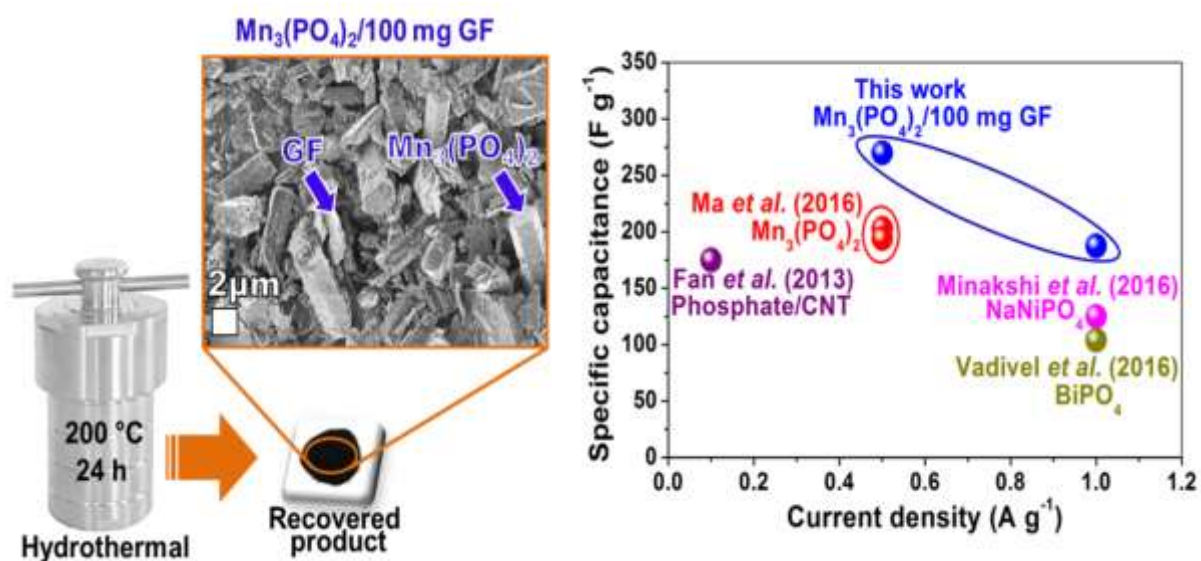 Mn₃(PO₄)₂/100 mg GF
GF
Mn₃(PO₄)₂
2μm
200 °C
24 h
Hydrothermal
Recovered
product
Specific capacitance (F g⁻¹)
350
300
250
200
150
100
50
0
This work
Mn₃(PO₄)₂/100 mg GF
Ma et al. (2016)
Mn₃(PO₄)₂
Fan et al. (2013)
Phosphate/CNT
Minakshi et al. (2016)
NaNiPO₄
Vadivel et al. (2016)
BiPO₄
0.0 0.2 0.4 0.6 0.8 1.0 1.2
Current density (A g⁻¹)